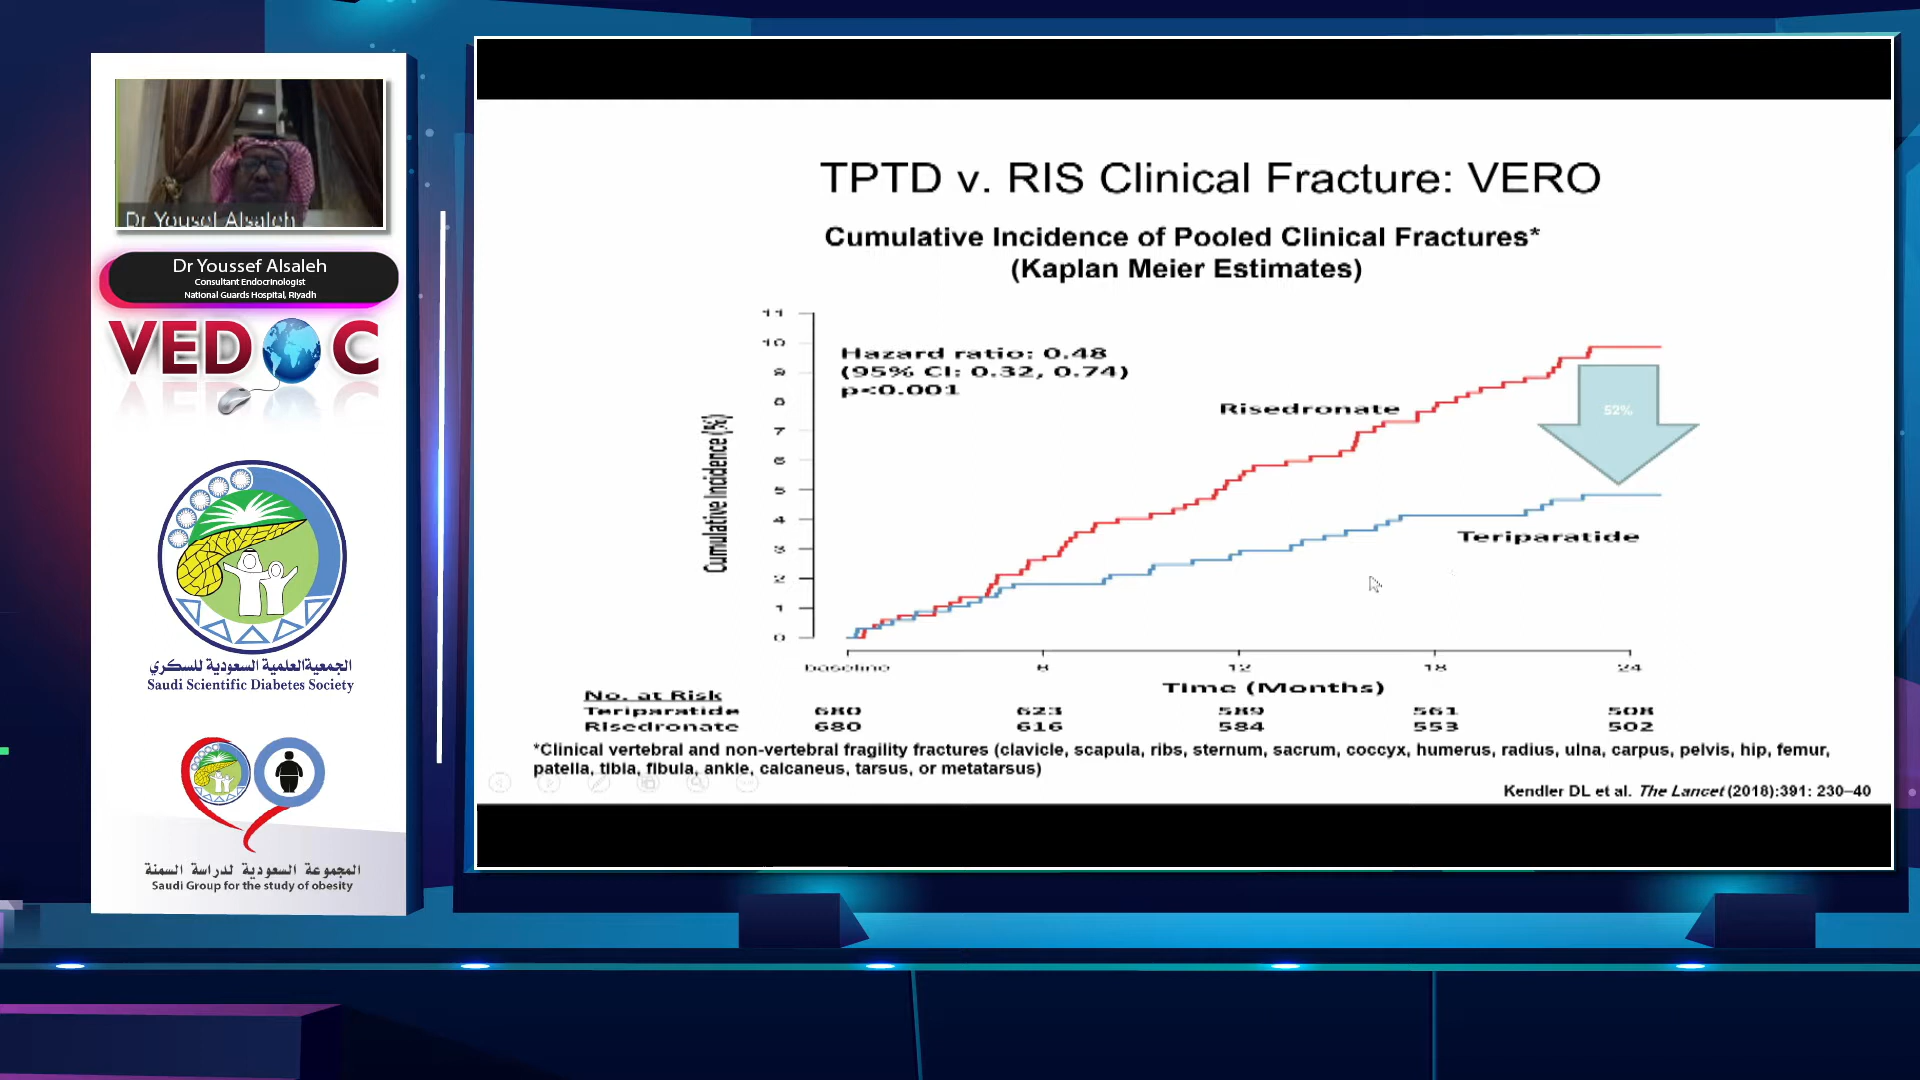 Dr Yousef Alsaleh
Dr Youssef Alsaleh
Consultant Endocrinologist
National Guards Hospital, Riyadh
VEDOC
الجمعية العلمية السعودية للسكري
Saudi Scientific Diabetes Society
المجموعة السعودية لدراسة السمنة
Saudi Group for the study of obesity
TPTD v. RIS Clinical Fracture: VERO
Cumulative Incidence of Pooled Clinical Fractures*
(Kaplan Meier Estimates)
Cumulative Incidence (%)
11
10
9
8
7
6
5
4
3
2
1
0
Hazard ratio: 0.48
(95% CI: 0.32, 0.74)
p<0.001
Risedronate
52%
Teriparatide
baseline 6 12 18 24
Time (Months)
No. at Risk
Teriparatide 680 623 589 561 508
Risedronate 680 616 584 553 502
*Clinical vertebral and non-vertebral fragility fractures (clavicle, scapula, ribs, sternum, sacrum, coccyx, humerus, radius, ulna, carpus, pelvis, hip, femur,
patella, tibia, fibula, ankle, calcaneus, tarsus, or metatarsus)
Kendler DL et al. The Lancet (2018):391: 230–40